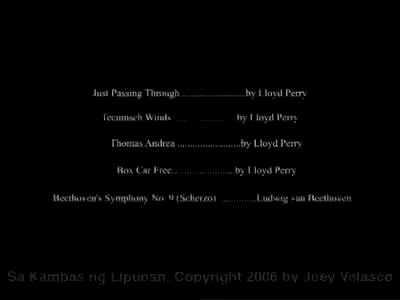 Just Passing Through.......................by Lloyd Perry
Tecumseh Winds ..... ........ by Lloyd Perry
Thomas Andrea .......................by Lloyd Perry
Box Car Free.......................by Lloyd Perry
Beethoven's Symphony No. 9 (Scherzo) ............Ludwig van Beethoven
Sa Kambas ng Lipunan, Copyright 2006 by Joey Velasco